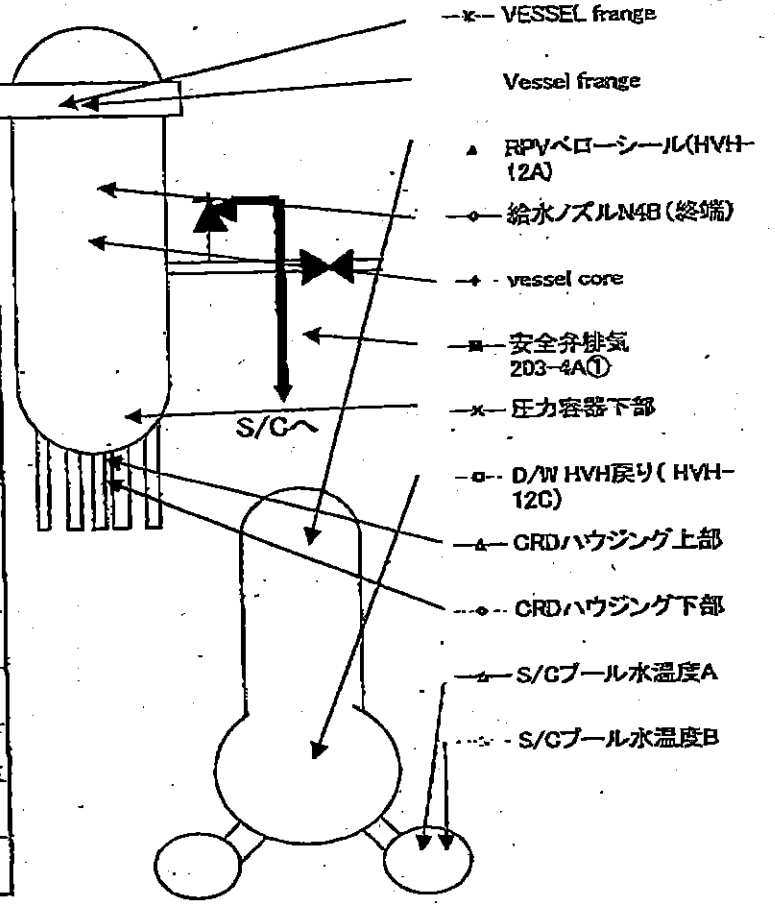 VESSEL frange
Vessel frange
RPVベローシール(HVH-
12A)
給水ノズルN4B(終端)
vessel core
安全弁排気
203-4A①
S/Cへ
圧力容器下部
D/W HVH戻り( HVH-
12C)
CRDハウジング上部
CRDハウジング下部
S/Cプール水温度A
S/Cプール水温度B